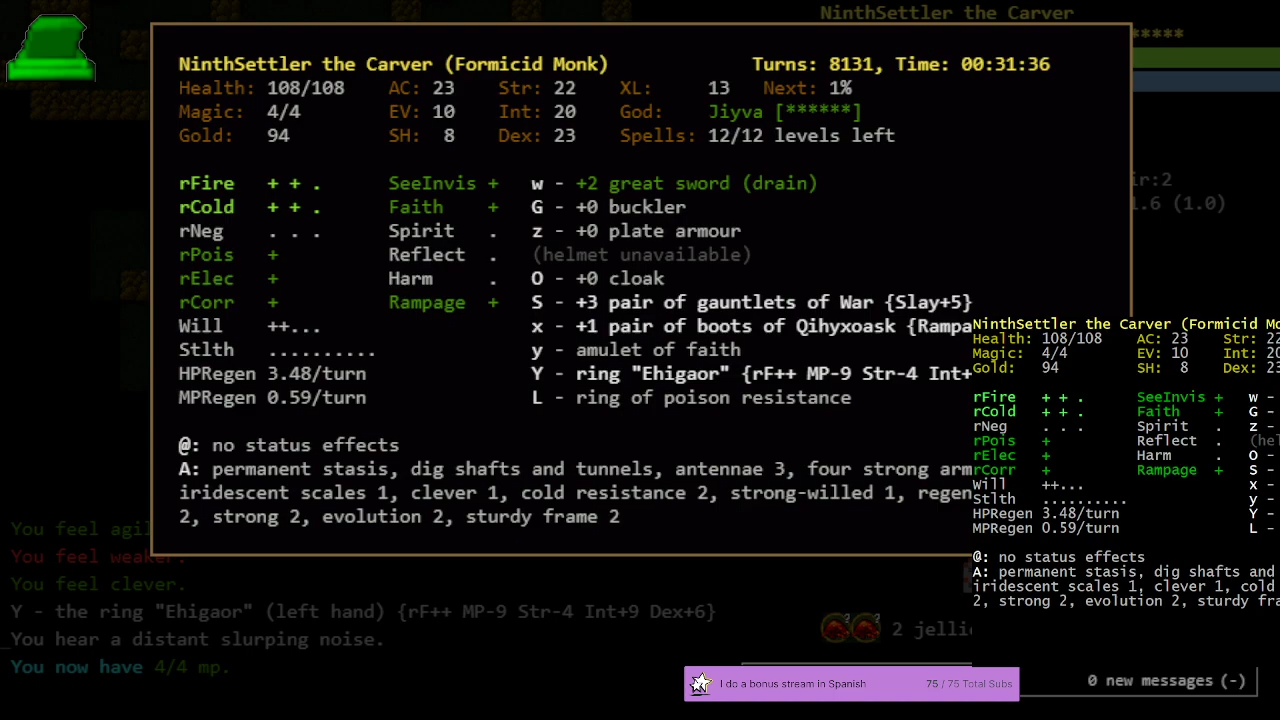 NinthSettler the Carver
*****
NinthSettler the Carver (Formicid Monk) Turns: 8131, Time: 00:31:36
Health: 108/108 AC: 23 Str: 22 XL: 13 Next: 1%
Magic: 4/4 EV: 10 Int: 20 God: Jiyva [******]
Gold: 94 SH: 8 Dex: 23 Spells: 12/12 levels left
rFire + + . SeeInvis + w - +2 great sword (drain)
rCold + + . Faith + G - +0 buckler
rNeg . . . Spirit . z - +0 plate armour
rPois + Reflect . (helmet unavailable)
rElec + Harm . O - +0 cloak
rCorr + Rampage + S - +3 pair of gauntlets of War {Slay+5}
Will ++... x - +1 pair of boots of Qihyxoask {Rampa
Stlth .......... y - amulet of faith
HPRegen 3.48/turn Y - ring "Ehigaor" {rF++ MP-9 Str-4 Int+
MPRegen 0.59/turn L - ring of poison resistance
@: no status effects
A: permanent stasis, dig shafts and tunnels, antennae 3, four strong arm
iridescent scales 1, clever 1, cold resistance 2, strong-willed 1, regen
2, strong 2, evolution 2, sturdy frame 2
ir:2
1.6 (1.0)
NinthSettler the Carver (Formicid Mo
Health: 108/108 AC: 23 Str: 22
Magic: 4/4 EV: 10 Int: 20
Gold: 94 SH: 8 Dex: 23
rFire + + . SeeInvis + w -
rCold + + . Faith + G -
rNeg . . . Spirit . z -
rPois + Reflect . (hel
rElec + Harm . O -
rCorr + Rampage + S -
Will ++... x -
Stlth .......... y -
HPRegen 3.48/turn Y -
MPRegen 0.59/turn L -
@: no status effects
A: permanent stasis, dig shafts and
iridescent scales 1, clever 1, cold
2, strong 2, evolution 2, sturdy fra
You feel agil
You feel weaker.
You feel clever.
Y - the ring "Ehigaor" (left hand) {rF++ MP-9 Str-4 Int+9 Dex+6}
_You hear a distant slurping noise.
You now have 4/4 mp.
2 jelli
I do a bonus stream in Spanish 75 / 75 Total Subs
0 new messages (-)